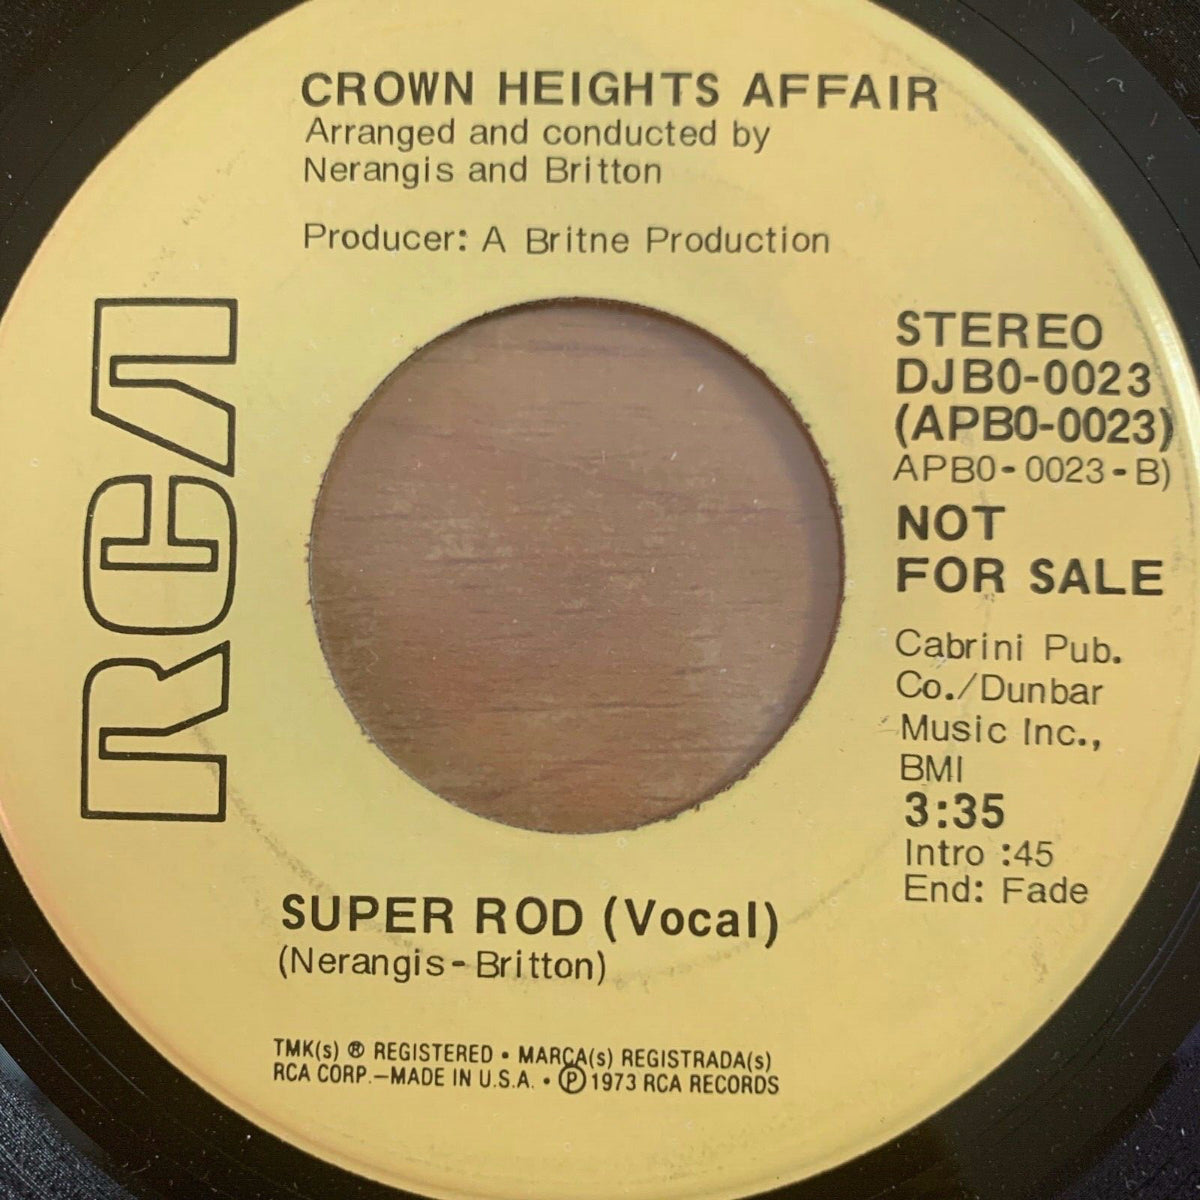 CROWN HEIGHTS AFFAIR
Arranged and conducted by
Nerangis and Britton
Producer: A Britne Production
RCA
STEREO
DJB0-0023
(APB0-0023)
APB0-0023-B)
NOT
FOR SALE
Cabrini Pub.
Co./Dunbar
Music Inc.,
BMI
3:35
Intro :45
End: Fade
SUPER ROD (Vocal)
(Nerangis-Britton)
TMK(s) ® REGISTERED • MARCA(s) REGISTRADA(s)
RCA CORP.—MADE IN U.S.A. • ℗ 1973 RCA RECORDS